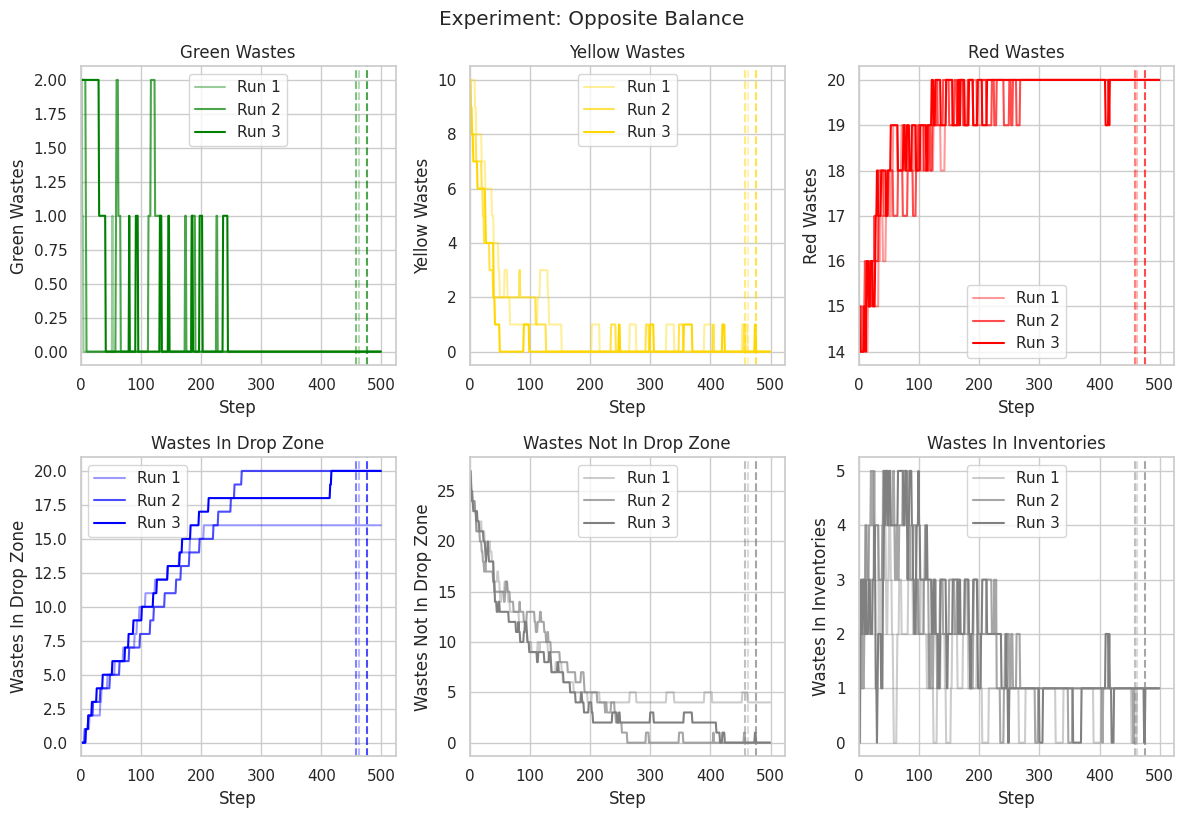 Experiment: Opposite Balance
Green Wastes
Green Wastes
2.00
1.75
1.50
1.25
1.00
0.75
0.50
0.25
0.00
Run 1
Run 2
Run 3
0 100 200 300 400 500
Step
Yellow Wastes
Yellow Wastes
10
8
6
4
2
0
Run 1
Run 2
Run 3
0 100 200 300 400 500
Step
Red Wastes
Red Wastes
20
19
18
17
16
15
14
Run 1
Run 2
Run 3
0 100 200 300 400 500
Step
Wastes In Drop Zone
Wastes In Drop Zone
20.0
17.5
15.0
12.5
10.0
7.5
5.0
2.5
0.0
Run 1
Run 2
Run 3
0 100 200 300 400 500
Step
Wastes Not In Drop Zone
Wastes Not In Drop Zone
25
20
15
10
5
0
Run 1
Run 2
Run 3
0 100 200 300 400 500
Step
Wastes In Inventories
Wastes In Inventories
5
4
3
2
1
0
Run 1
Run 2
Run 3
0 100 200 300 400 500
Step